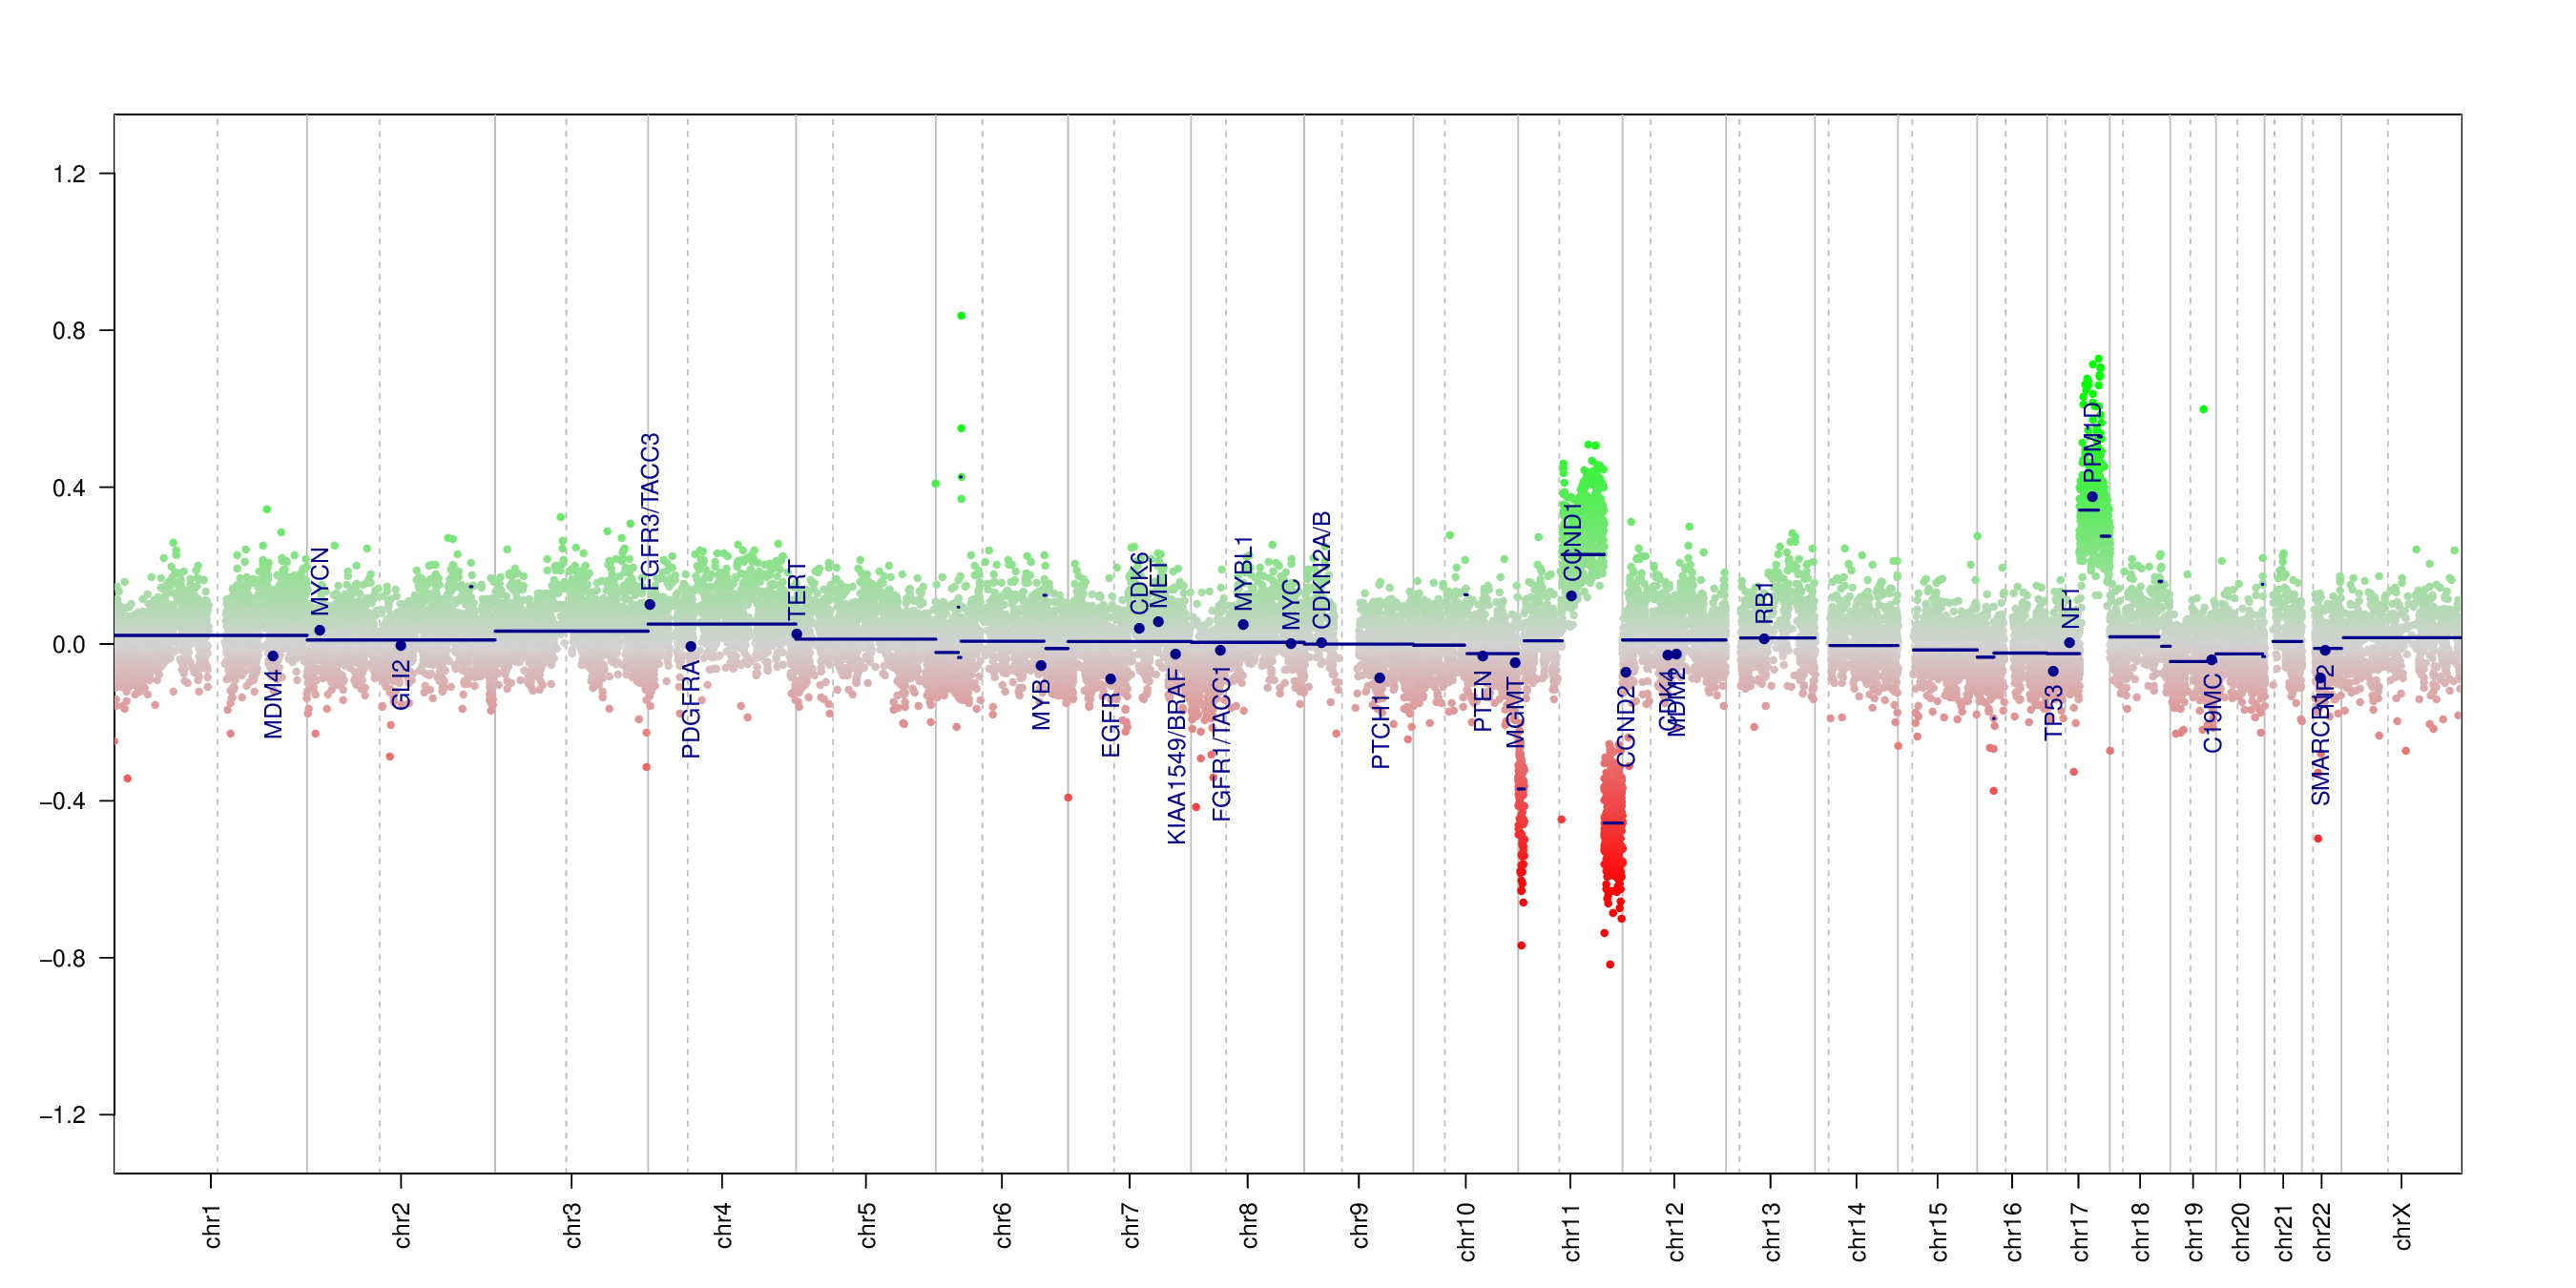 1.2
0.8
0.4
0.0
−0.4
−0.8
−1.2
MDM4
MYCN
GLI2
FGFR3/TACC3
PDGFRA
TERT
MYB
EGFR
CDK6
MET
KIAA1549/BRAF
FGFR1/TACC1
MYBL1
MYC
CDKN2A/B
PTCH1
PTEN
MGMT
CCND1
CCND2
CDK4
MDM2
RB1
TP53
NF1
PPM1D
C19MC
SMARCB1
NF2
chr1
chr2
chr3
chr4
chr5
chr6
chr7
chr8
chr9
chr10
chr11
chr12
chr13
chr14
chr15
chr16
chr17
chr18
chr19
chr20
chr21
chr22
chrX